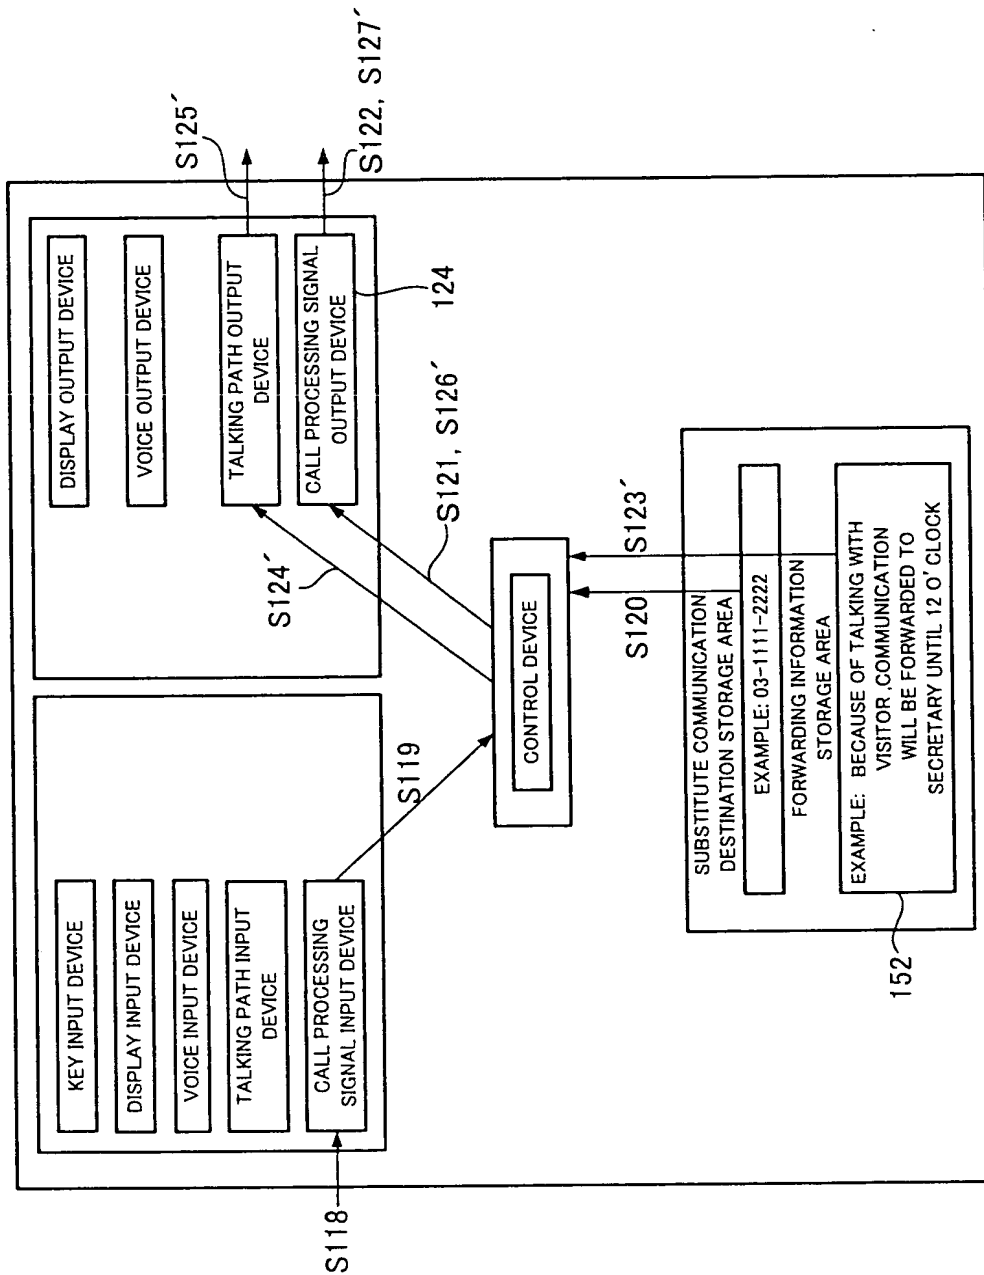 KEY INPUT DEVICE
DISPLAY INPUT DEVICE
VOICE INPUT DEVICE
TALKING PATH INPUT
DEVICE
CALL PROCESSING
SIGNAL INPUT DEVICE
S118
S119
DISPLAY OUTPUT DEVICE
VOICE OUTPUT DEVICE
TALKING PATH OUTPUT
DEVICE
CALL PROCESSING SIGNAL
OUTPUT DEVICE
124
S125´
S122, S127´
S124´
S121, S126´
CONTROL DEVICE
S120
S123´
SUBSTITUTE COMMUNICATION
DESTINATION STORAGE AREA
EXAMPLE: 03-1111-2222
FORWARDING INFORMATION
STORAGE AREA
EXAMPLE: BECAUSE OF TALKING WITH
VISITOR ,COMMUNICATION
WILL BE FORWARDED TO
SECRETARY UNTIL 12 O' CLOCK
152´